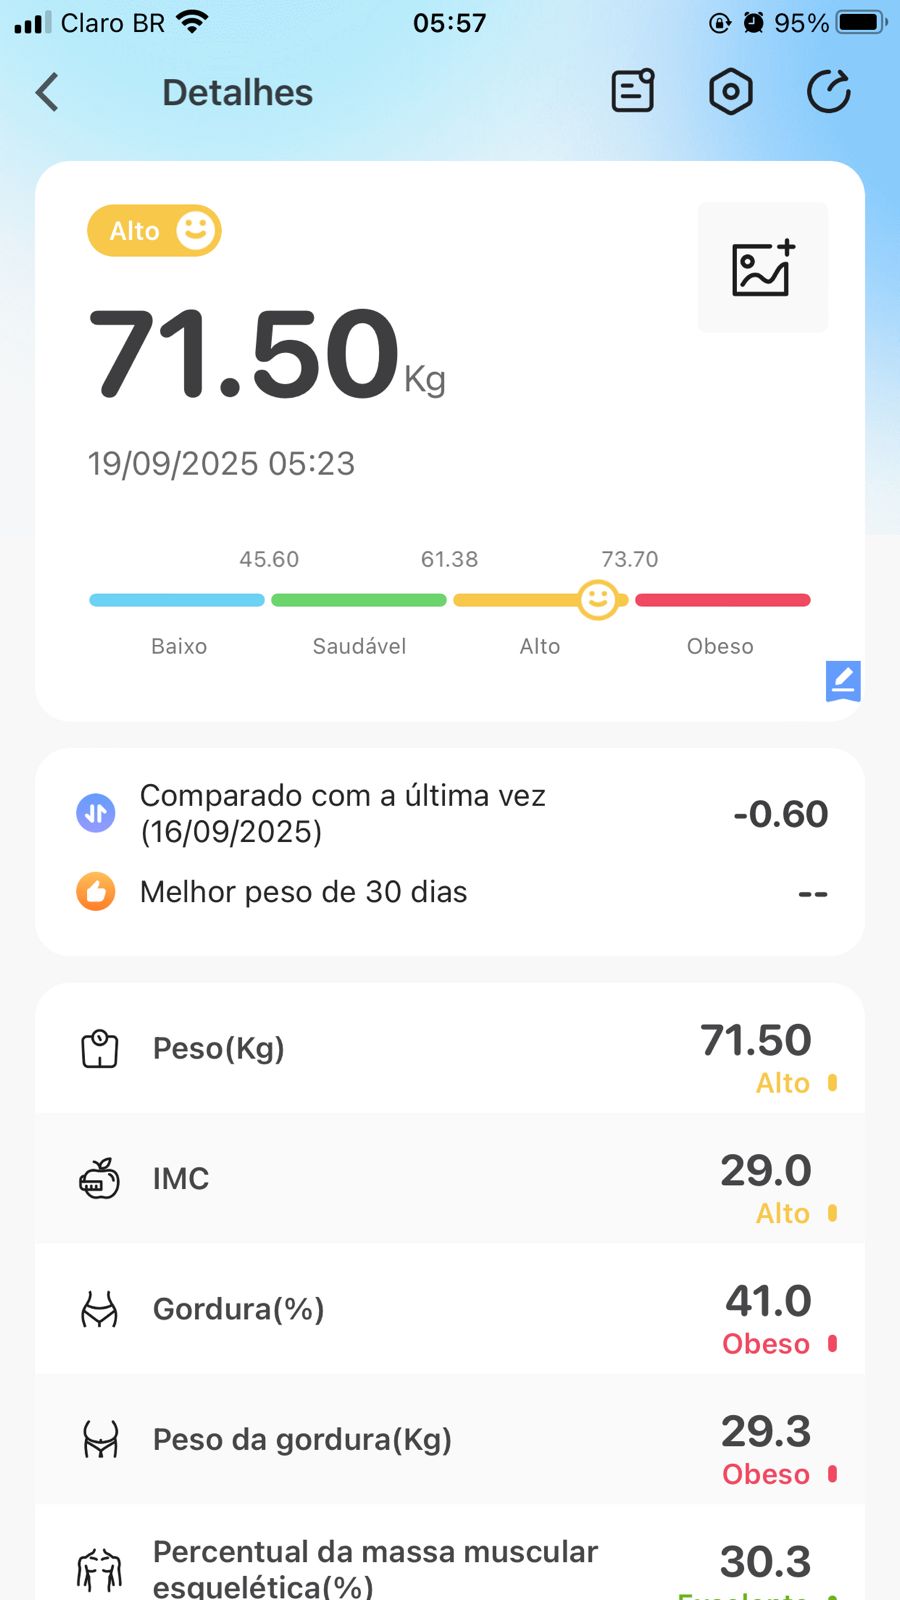 Claro BR 05:57 95%
Detalhes
Alto
71.50 Kg
19/09/2025 05:23
45.60 61.38 73.70
Baixo Saudável Alto Obeso
Comparado com a última vez
(16/09/2025)
-0.60
Melhor peso de 30 dias --
Peso(Kg) 71.50
Alto
IMC 29.0
Alto
Gordura(%) 41.0
Obeso
Peso da gordura(Kg) 29.3
Obeso
Percentual da massa muscular
esquelética(%)
30.3